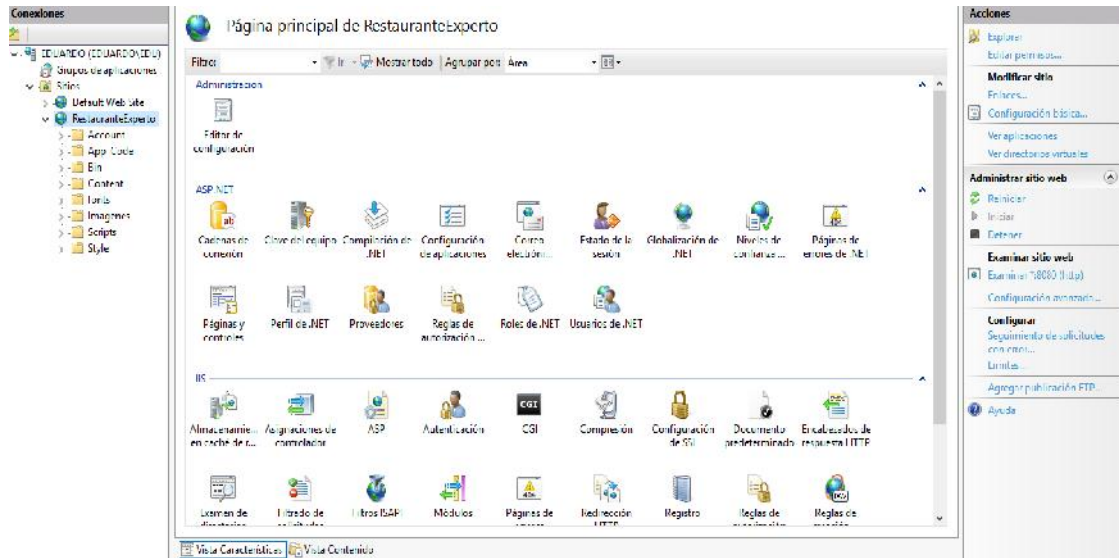 Conexiones
EDUARDO (EDUARDO\EDU)
Grupos de aplicaciones
Sitios
Default Web Site
RestauranteExperto
Account
App_Code
Bin
Content
fonts
Imagenes
Scripts
Style
Página principal de RestauranteExperto
Filtro:
Ir
Mostrar todo
Agrupar por: Área
Administración
Editor de
configuración
ASP.NET
Cadenas de
conexión
Clave del equipo
Compilación de
.NET
Configuración
de aplicaciones
Correo
electróni...
Estado de la
sesión
Globalización de
.NET
Niveles de
confianza ...
Páginas de
errores de .NET
Páginas y
controles
Perfil de .NET
Proveedores
Reglas de
autorización ...
Roles de .NET
Usuarios de .NET
IIS
Almacenamie...
en caché de r...
Asignaciones de
controlador
ASP
Autenticación
CGI
CGI
Compresión
Configuración
de SSL
Documento
predeterminado
Encabezados de
respuesta HTTP
404
Examen de
Filtrado de
Filtros ISAPI
Módulos
Páginas de
Redirección
Registro
Reglas de
Reglas de
Vista Características
Vista Contenido
Acciones
Explorar
Editar permisos...
Modificar sitio
Enlaces...
Configuración básica...
Ver aplicaciones
Ver directorios virtuales
Administrar sitio web
Reiniciar
Iniciar
Detener
Examinar sitio web
Examinar *:8080 (http)
Configuración avanzada...
Configurar
Seguimiento de solicitudes
con error...
Límites...
Agregar publicación FTP...
Ayuda